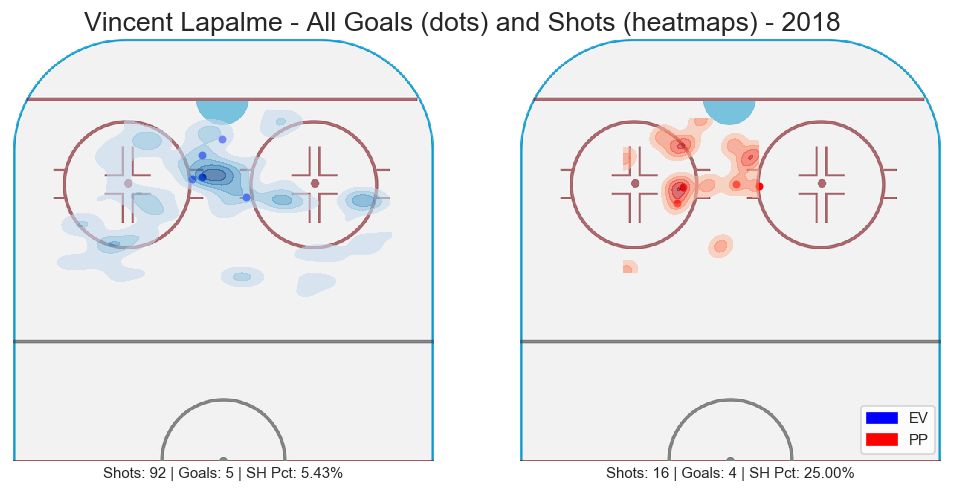 Vincent Lapalme - All Goals (dots) and Shots (heatmaps) - 2018
EV
PP
Shots: 92 | Goals: 5 | SH Pct: 5.43%
Shots: 16 | Goals: 4 | SH Pct: 25.00%